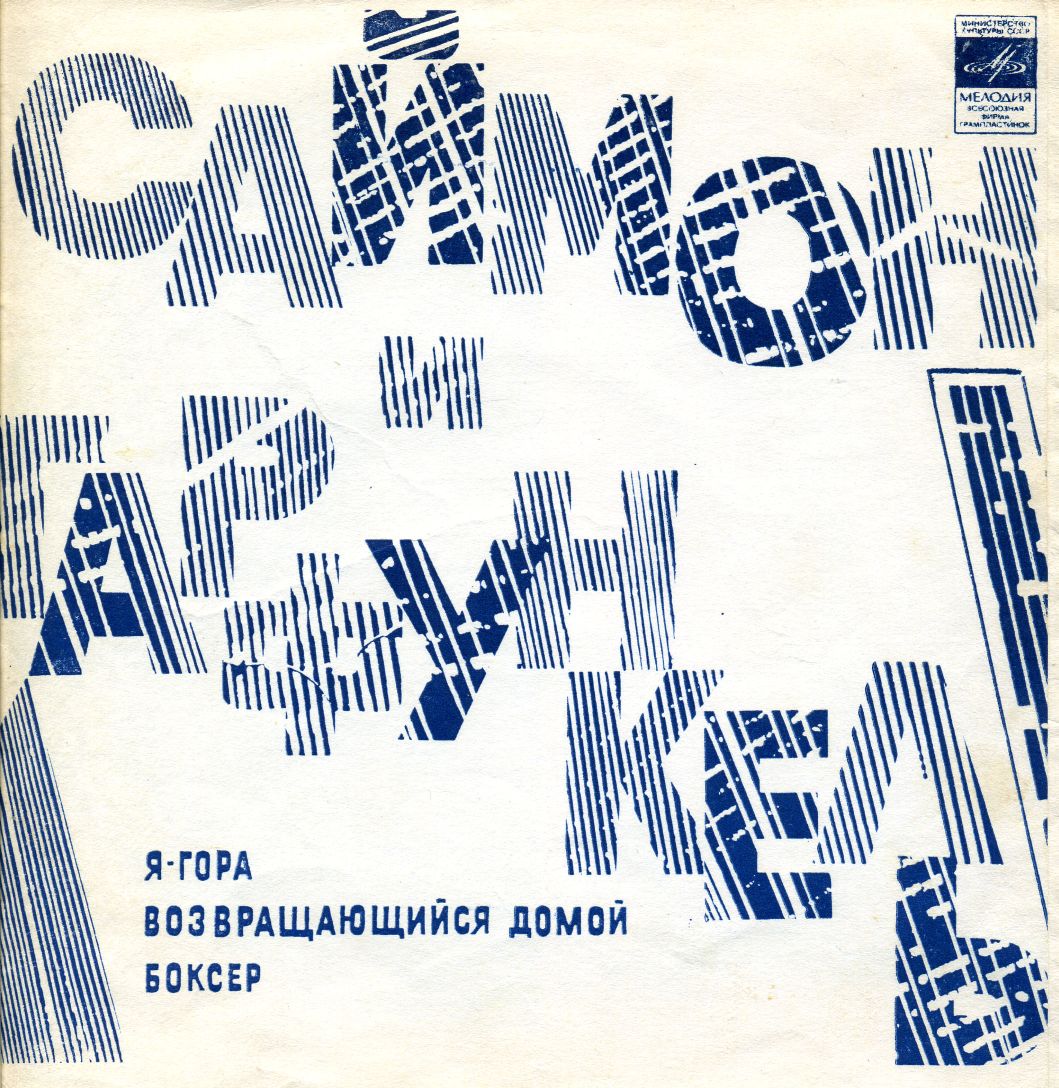 САЙМОН
И
ГАРФУНКЕЛЬ
МИНИСТЕРСТВО
КУЛЬТУРЫ СССР
МЕЛОДИЯ
ВСЕСОЮЗНАЯ
ФИРМА
ГРАМПЛАСТИНОК
Я-ГОРА
ВОЗВРАЩАЮЩИЙСЯ ДОМОЙ
БОКСЕР